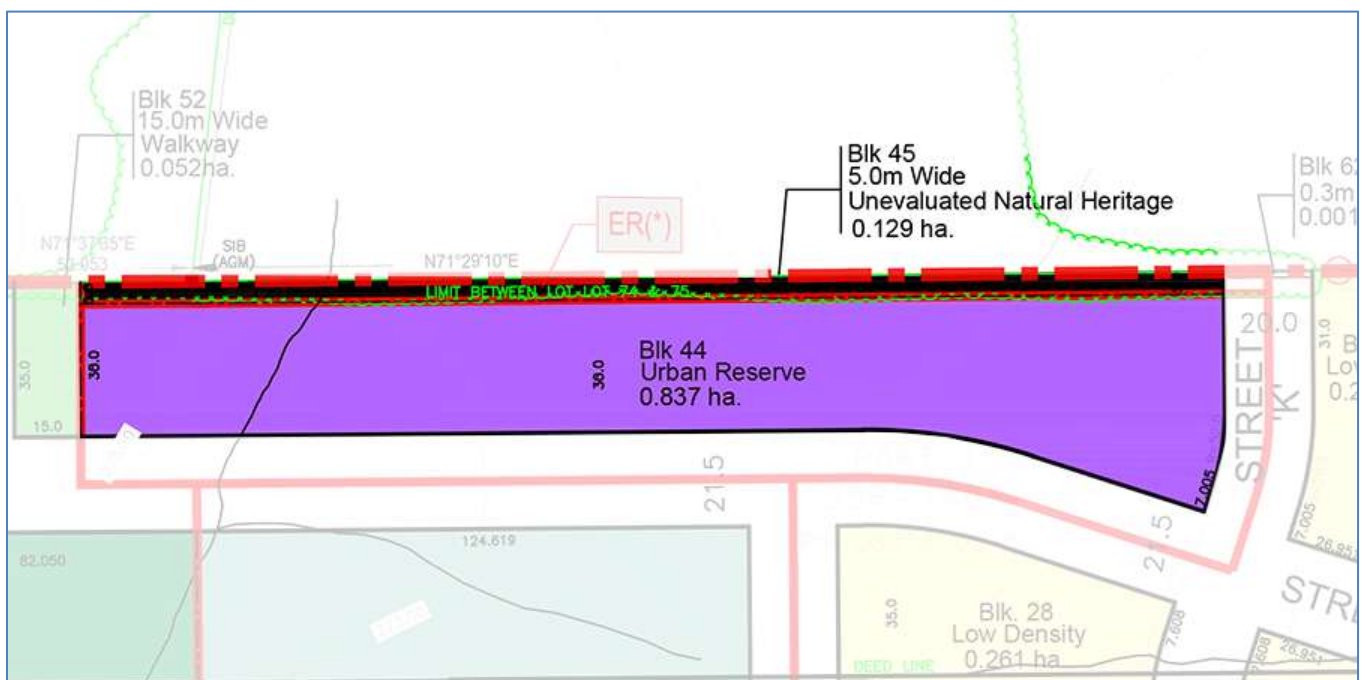 Blk 52
15.0m Wide
Walkway
0.052ha.
Blk 45
5.0m Wide
Unevaluated Natural Heritage
0.129 ha.
Blk 62
0.3m
0.001
ER(*)
SIB
(AGM)
N71°29'10"E
LIMIT BETWEEN LOT LOT 74 & 75
20.0
31.0
35.0
38.0
38.0
Blk 44
Urban Reserve
0.837 ha.
STREET
'K'
15.0
7.005
21.5
21.5
7.005
26.951
82.050
124.619
35.0
Blk. 28
Low Density
0.261 ha
7.608
7.608
26.951
DEED LINE